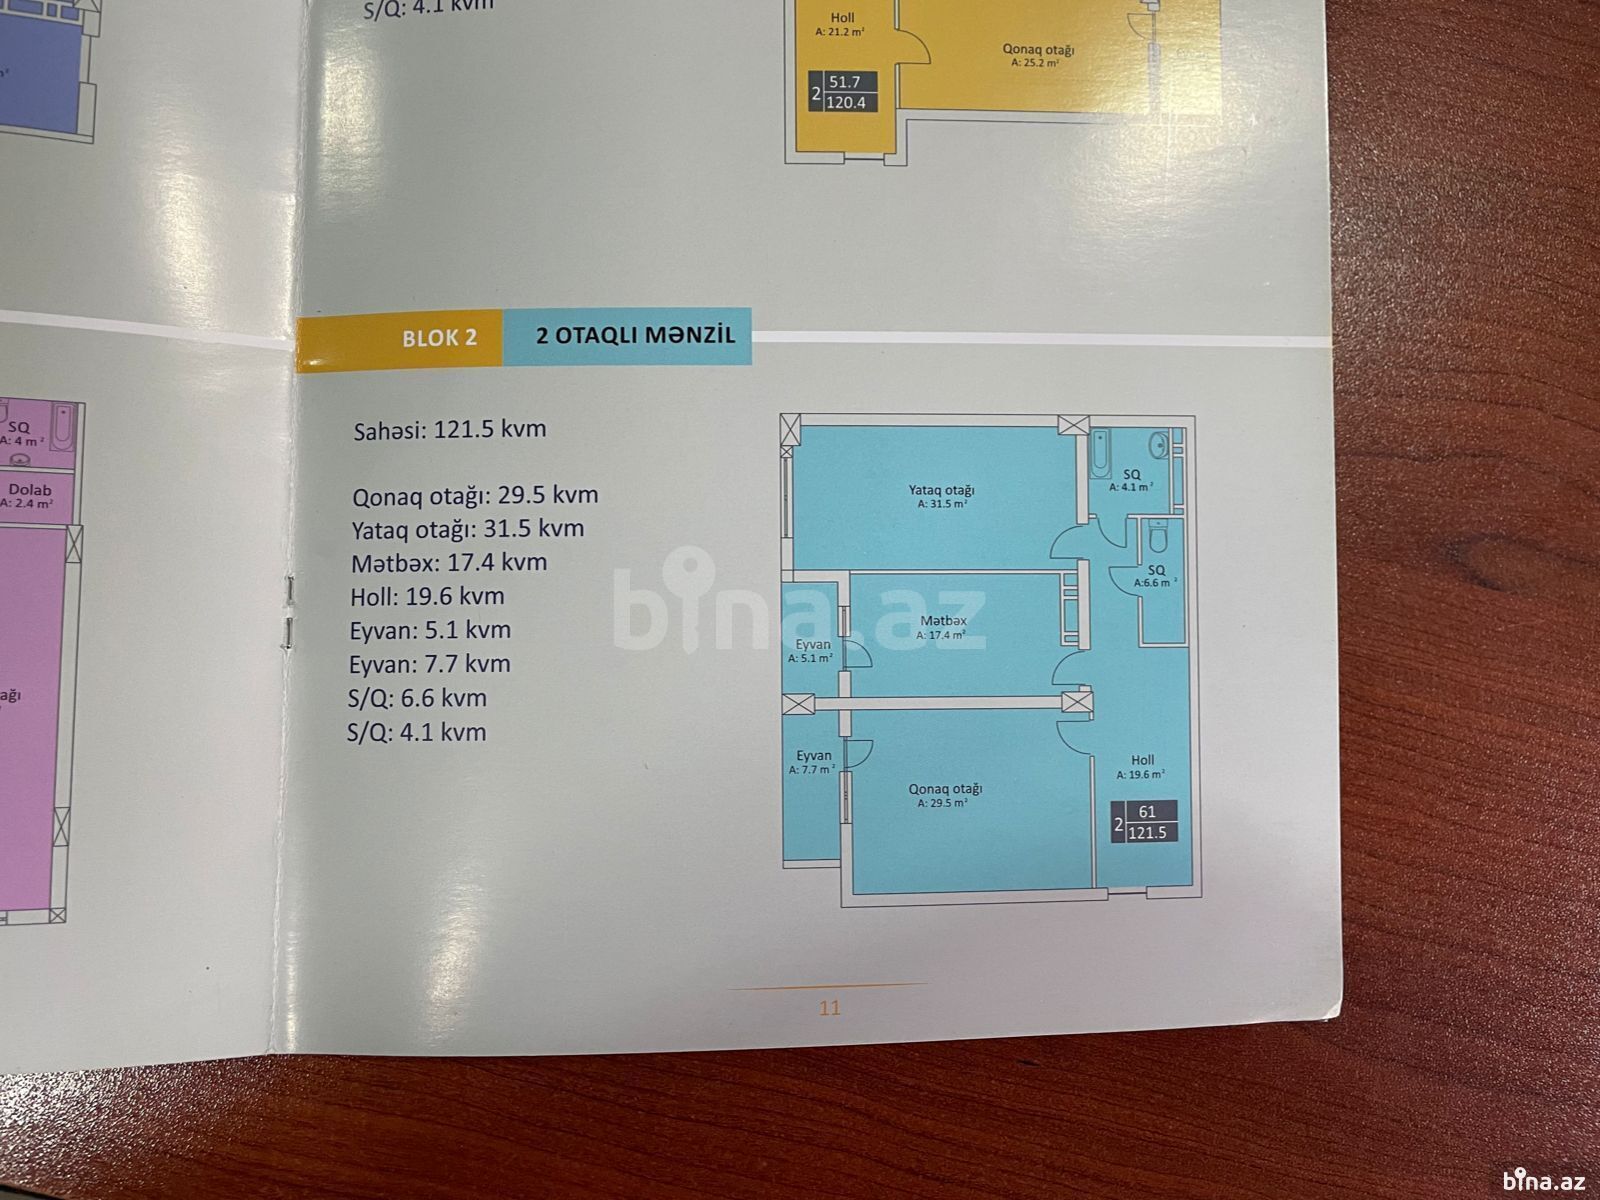 S/Q: 4.1 kvm
Holl
A: 21.2 m²
Qonaq otağı
A: 25.2 m²
2
51.7
120.4
BLOK 2
2 OTAQLI MƏNZİL
SQ
A: 4 m²
Dolab
A: 2.4 m²
Sahəsi: 121.5 kvm
Qonaq otağı: 29.5 kvm
Yataq otağı: 31.5 kvm
Mətbəx: 17.4 kvm
Holl: 19.6 kvm
Eyvan: 5.1 kvm
Eyvan: 7.7 kvm
S/Q: 6.6 kvm
S/Q: 4.1 kvm
Yataq otağı
A: 31.5 m²
SQ
A: 4.1 m²
SQ
A:6.6 m²
Mətbəx
A: 17.4 m²
Eyvan
A: 5.1 m²
Eyvan
A: 7.7 m²
Qonaq otağı
A: 29.5 m²
Holl
A: 19.6 m²
2
61
121.5
11
bina.az
bina.az